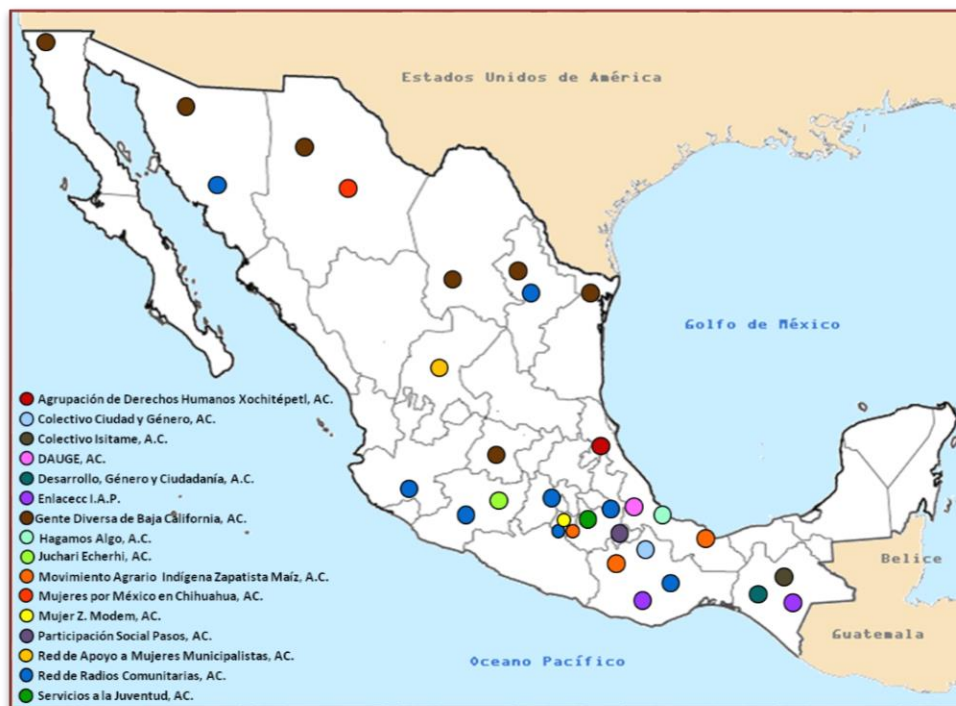 Estados Unidos de América
Golfo de México
Agrupación de Derechos Humanos Xochitépetl, AC.
Colectivo Ciudad y Género, AC.
Colectivo Isitame, A.C.
DAUGE, AC.
Desarrollo, Género y Ciudadanía, A.C.
Enlacecc I.A.P.
Gente Diversa de Baja California, AC.
Hagamos Algo, A.C.
Juchari Echerhi, AC.
Movimiento Agrario Indígena Zapatista Maíz, A.C.
Mujeres por México en Chihuahua, AC.
Mujer Z. Modem, AC.
Participación Social Pasos, AC.
Red de Apoyo a Mujeres Municipalistas, AC.
Red de Radios Comunitarias, AC.
Servicios a la Juventud, AC.
Belice
Guatemala
Oceano Pacífico